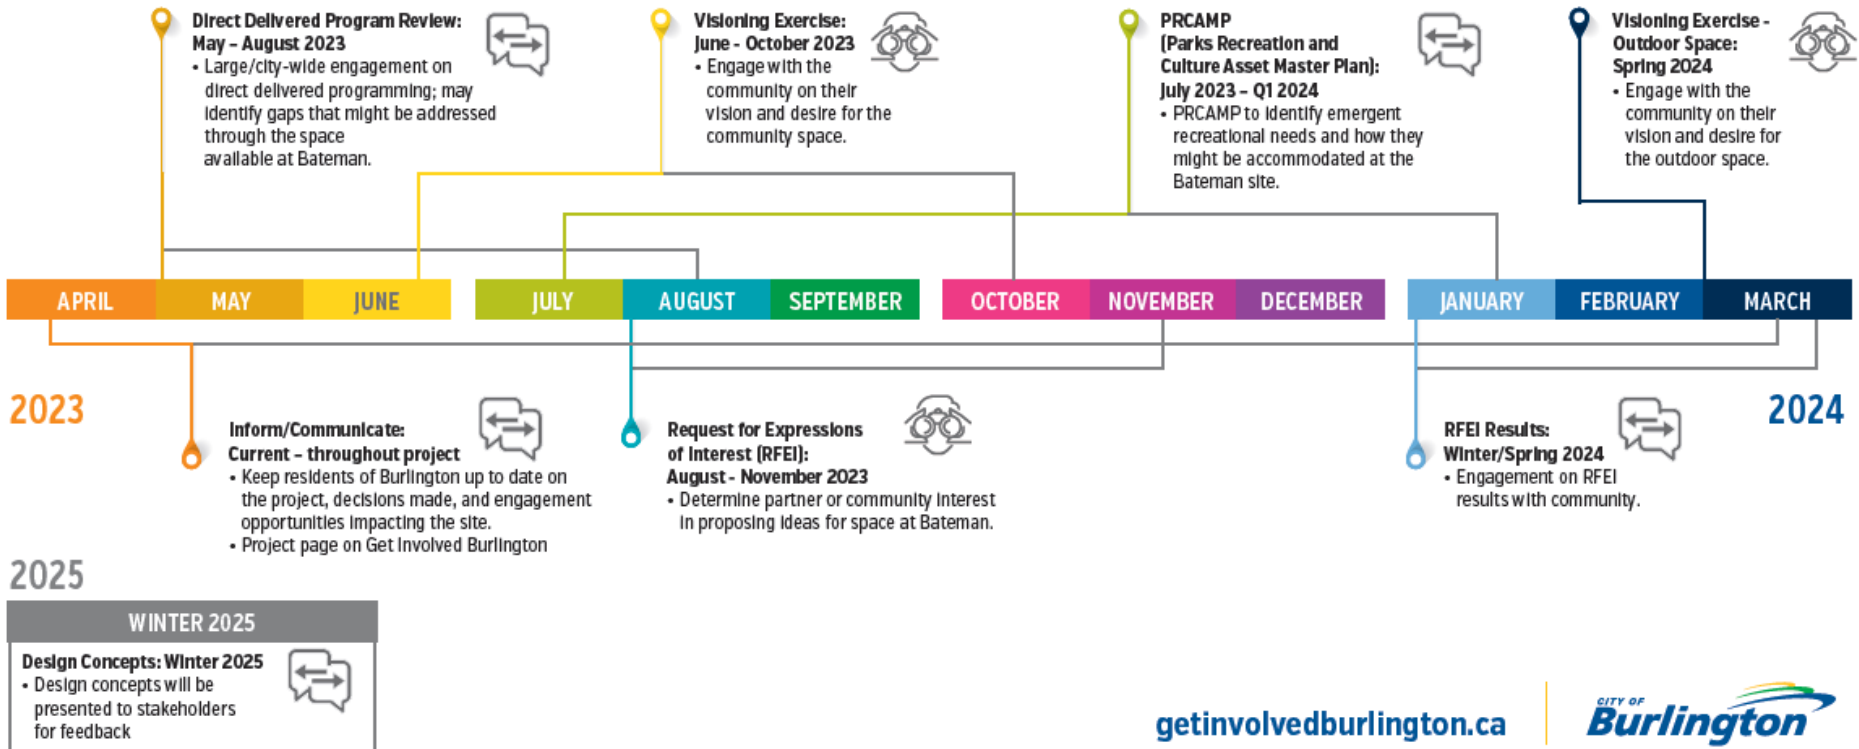 Direct Delivered Program Review:
May – August 2023
• Large/city-wide engagement on
direct delivered programming; may
identify gaps that might be addressed
through the space
available at Bateman.
Visioning Exercise:
June - October 2023
• Engage with the
community on their
vision and desire for the
community space.
PRCAMP
(Parks Recreation and
Culture Asset Master Plan):
July 2023 – Q1 2024
• PRCAMP to identify emergent
recreational needs and how they
might be accommodated at the
Bateman site.
Visioning Exercise -
Outdoor Space:
Spring 2024
• Engage with the
community on their
vision and desire for
the outdoor space.
APRIL MAY JUNE JULY AUGUST SEPTEMBER OCTOBER NOVEMBER DECEMBER JANUARY FEBRUARY MARCH
2023
2024
Inform/Communicate:
Current – throughout project
• Keep residents of Burlington up to date on
the project, decisions made, and engagement
opportunities impacting the site.
• Project page on Get Involved Burlington
Request for Expressions
of Interest (RFEI):
August - November 2023
• Determine partner or community interest
in proposing ideas for space at Bateman.
RFEI Results:
Winter/Spring 2024
• Engagement on RFEI
results with community.
2025
WINTER 2025
Design Concepts: Winter 2025
• Design concepts will be
presented to stakeholders
for feedback
getinvolvedburlington.ca
CITY OF
Burlington